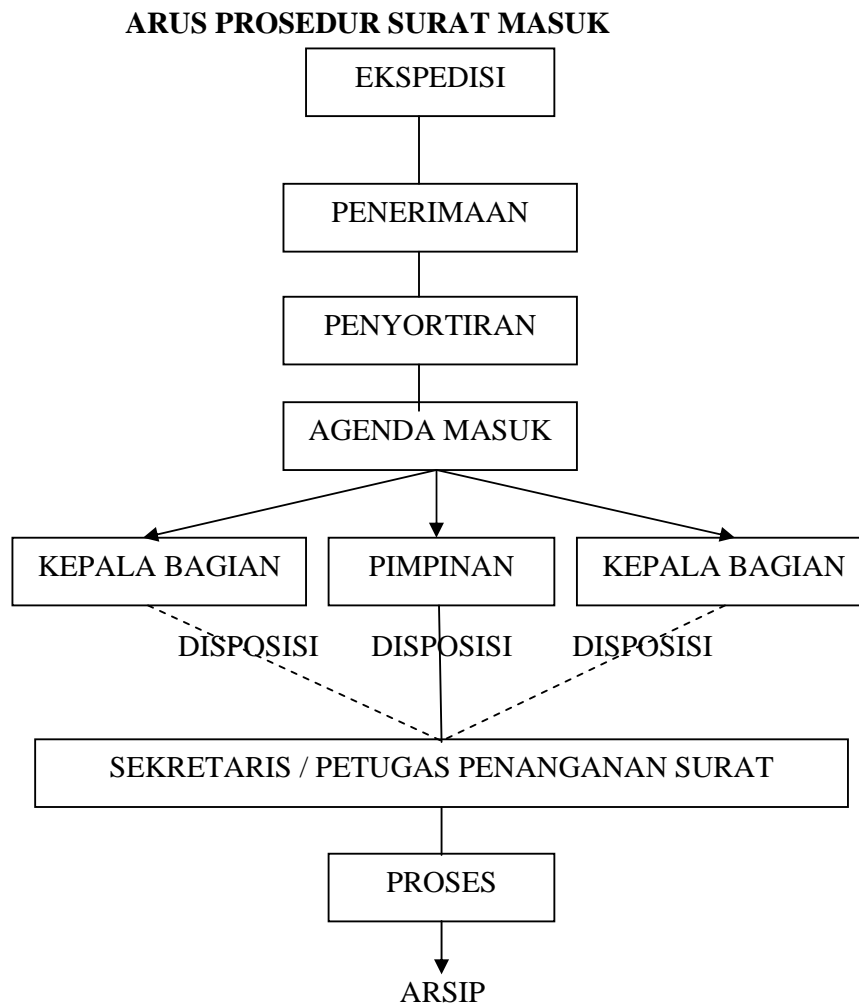 ARUS PROSEDUR SURAT MASUK
EKSPEDISI
PENERIMAAN
PENYORTIRAN
AGENDA MASUK
KEPALA BAGIAN
PIMPINAN
KEPALA BAGIAN
DISPOSISI
DISPOSISI
DISPOSISI
SEKRETARIS / PETUGAS PENANGANAN SURAT
PROSES
ARSIP